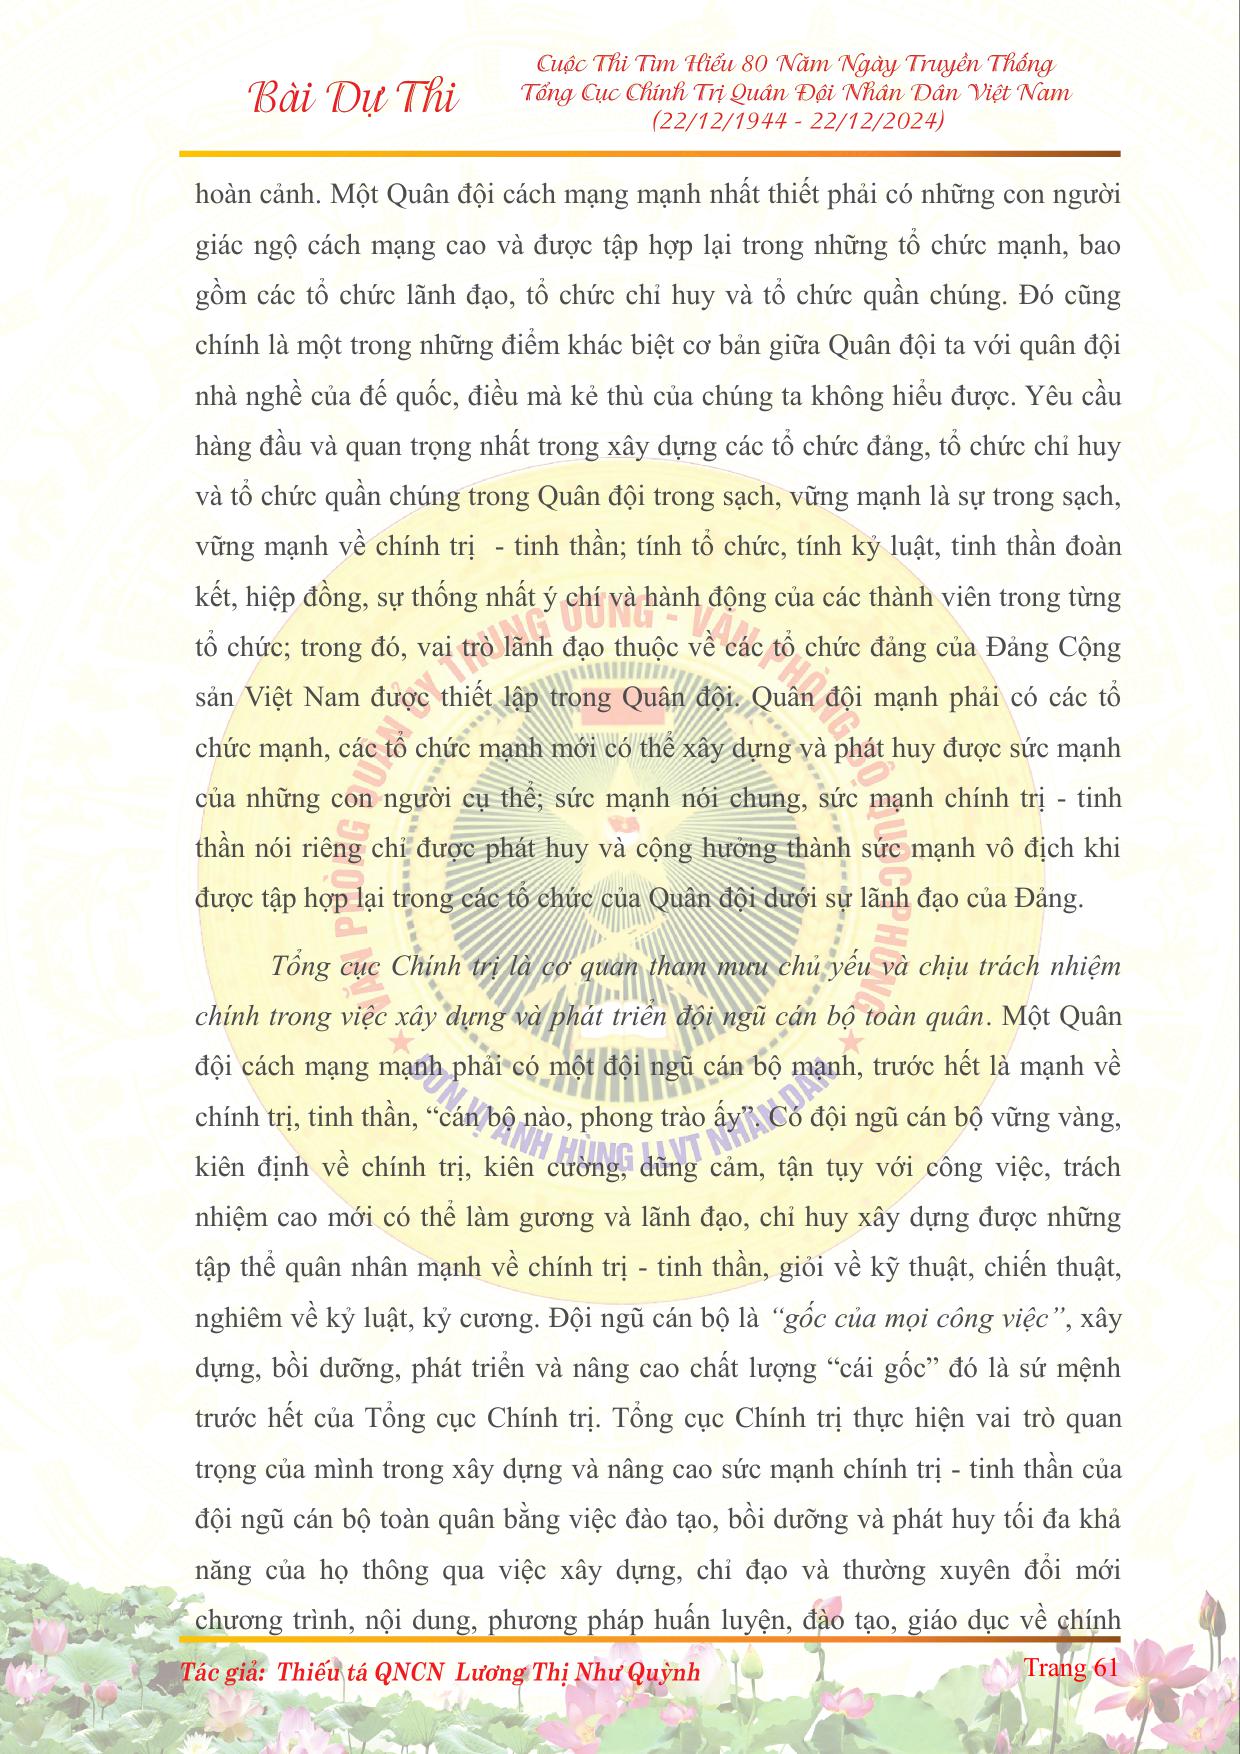 Bài Dự Thi
Cuộc Thi Tìm Hiểu 80 Năm Ngày Truyền Thống
Tổng Cục Chính Trị Quân Đội Nhân Dân Việt Nam
(22/12/1944 - 22/12/2024)
hoàn cảnh. Một Quân đội cách mạng mạnh nhất thiết phải có những con người
giác ngộ cách mạng cao và được tập hợp lại trong những tổ chức mạnh, bao
gồm các tổ chức lãnh đạo, tổ chức chỉ huy và tổ chức quần chúng. Đó cũng
chính là một trong những điểm khác biệt cơ bản giữa Quân đội ta với quân đội
nhà nghề của đế quốc, điều mà kẻ thù của chúng ta không hiểu được. Yêu cầu
hàng đầu và quan trọng nhất trong xây dựng các tổ chức đảng, tổ chức chỉ huy
và tổ chức quần chúng trong Quân đội trong sạch, vững mạnh là sự trong sạch,
vững mạnh về chính trị  - tinh thần; tính tổ chức, tính kỷ luật, tinh thần đoàn
kết, hiệp đồng, sự thống nhất ý chí và hành động của các thành viên trong từng
tổ chức; trong đó, vai trò lãnh đạo thuộc về các tổ chức đảng của Đảng Cộng
sản Việt Nam được thiết lập trong Quân đội. Quân đội mạnh phải có các tổ
chức mạnh, các tổ chức mạnh mới có thể xây dựng và phát huy được sức mạnh
của những con người cụ thể; sức mạnh nói chung, sức mạnh chính trị - tinh
thần nói riêng chỉ được phát huy và cộng hưởng thành sức mạnh vô địch khi
được tập hợp lại trong các tổ chức của Quân đội dưới sự lãnh đạo của Đảng.
Tổng cục Chính trị là cơ quan tham mưu chủ yếu và chịu trách nhiệm
chính trong việc xây dựng và phát triển đội ngũ cán bộ toàn quân. Một Quân
đội cách mạng mạnh phải có một đội ngũ cán bộ mạnh, trước hết là mạnh về
chính trị, tinh thần, “cán bộ nào, phong trào ấy”. Có đội ngũ cán bộ vững vàng,
kiên định về chính trị, kiên cường, dũng cảm, tận tụy với công việc, trách
nhiệm cao mới có thể làm gương và lãnh đạo, chỉ huy xây dựng được những
tập thể quân nhân mạnh về chính trị - tinh thần, giỏi về kỹ thuật, chiến thuật,
nghiêm về kỷ luật, kỷ cương. Đội ngũ cán bộ là “gốc của mọi công việc”, xây
dựng, bồi dưỡng, phát triển và nâng cao chất lượng “cái gốc” đó là sứ mệnh
trước hết của Tổng cục Chính trị. Tổng cục Chính trị thực hiện vai trò quan
trọng của mình trong xây dựng và nâng cao sức mạnh chính trị - tinh thần của
đội ngũ cán bộ toàn quân bằng việc đào tạo, bồi dưỡng và phát huy tối đa khả
năng của họ thông qua việc xây dựng, chỉ đạo và thường xuyên đổi mới
chương trình, nội dung, phương pháp huấn luyện, đào tạo, giáo dục về chính
VĂN PHÒNG QUÂN ỦY TRUNG ƯƠNG - VĂN PHÒNG BỘ QUỐC PHÒNG
ĐƠN VỊ ANH HÙNG LLVT NHÂN DÂN
Tác giả: Thiếu tá QNCN Lương Thị Như Quỳnh
Trang 61